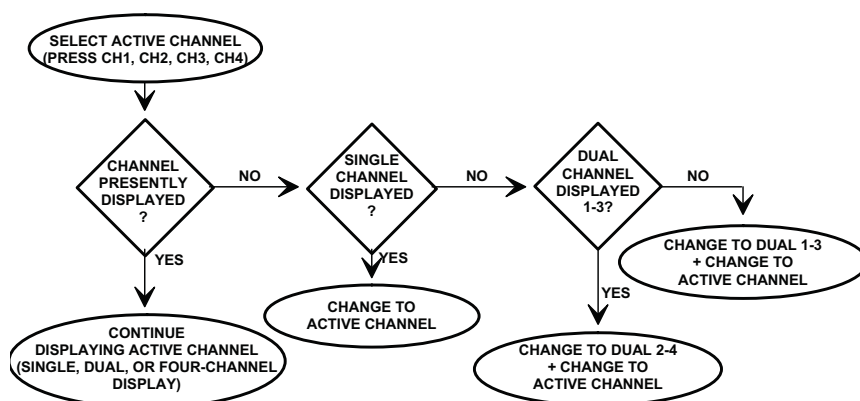 SELECT ACTIVE CHANNEL
(PRESS CH1, CH2, CH3, CH4)
CHANNEL
PRESENTLY
DISPLAYED
?
NO
YES
SINGLE
CHANNEL
DISPLAYED
?
NO
YES
DUAL
CHANNEL
DISPLAYED
1-3?
NO
YES
CHANGE TO DUAL 1-3
+ CHANGE TO
ACTIVE CHANNEL
CHANGE TO
ACTIVE CHANNEL
CONTINUE
DISPLAYING ACTIVE CHANNEL
(SINGLE, DUAL, OR FOUR-CHANNEL
DISPLAY)
CHANGE TO DUAL 2-4
+ CHANGE TO
ACTIVE CHANNEL